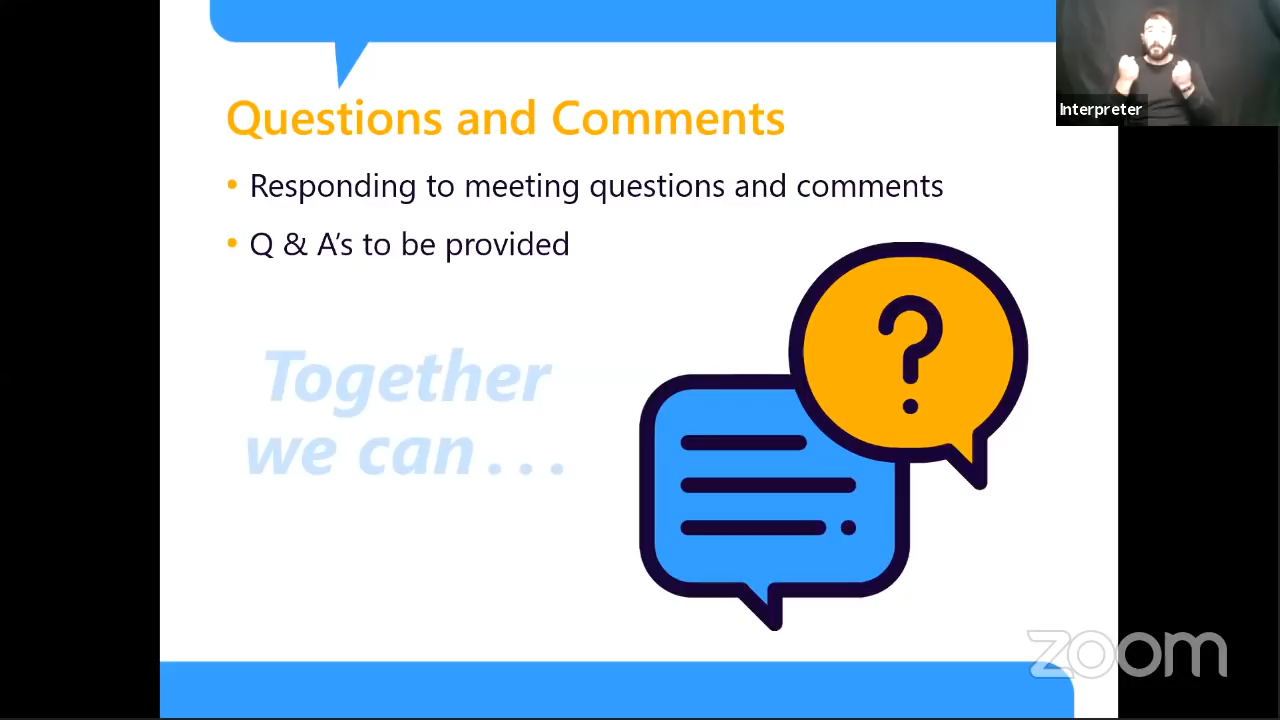 Questions and Comments
• Responding to meeting questions and comments
• Q & A's to be provided
Together
we can . . .
Interpreter
zoom